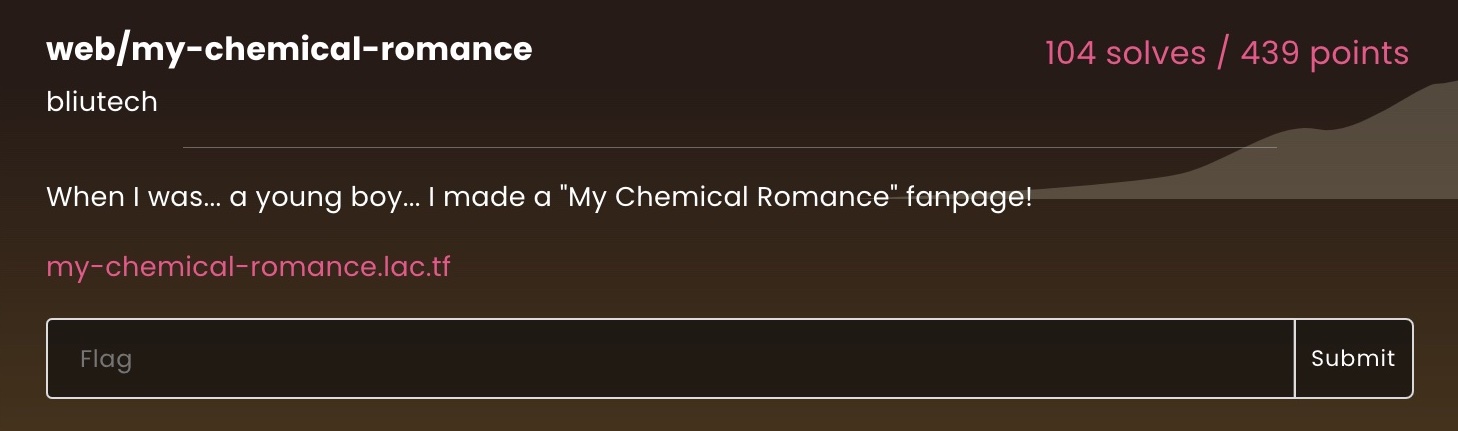 web/my-chemical-romance
104 solves / 439 points
bliutech
When I was... a young boy... I made a "My Chemical Romance" fanpage!
my-chemical-romance.lac.tf
Flag
Submit